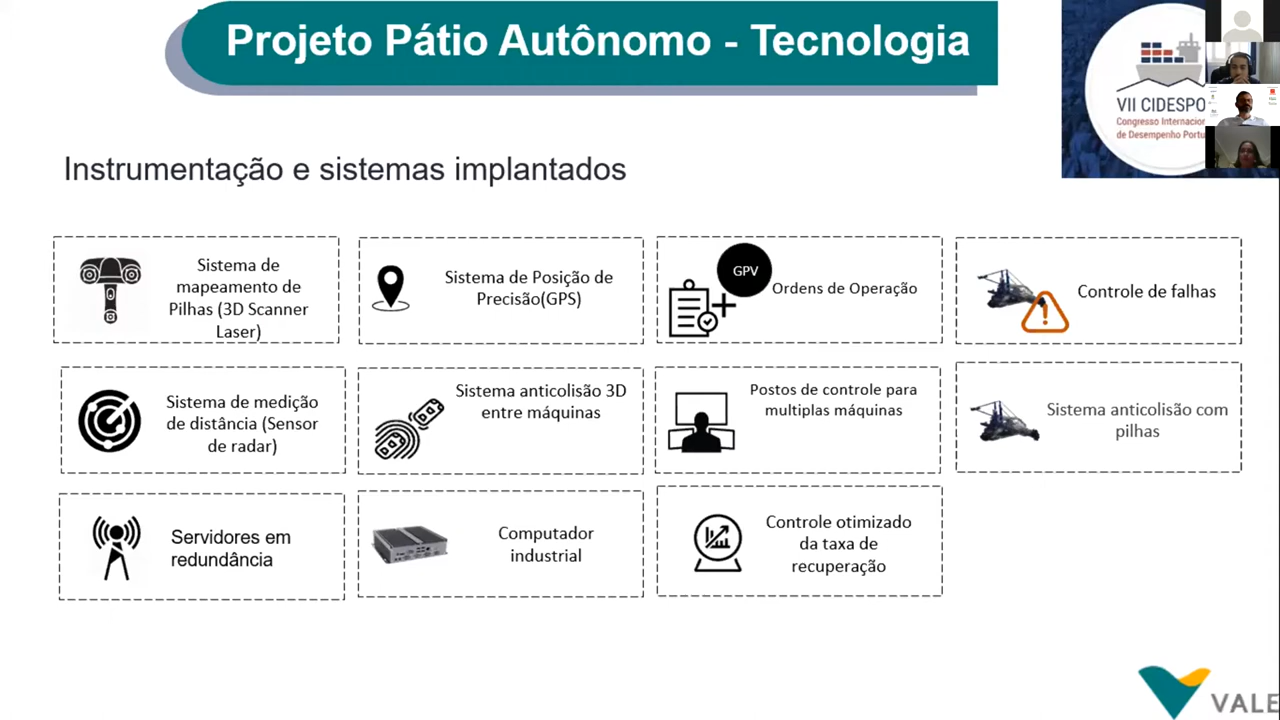 Projeto Pátio Autônomo - Tecnologia
VII CIDESPO
Congresso Internacion
de Desempenho Portu
Instrumentação e sistemas implantados
Sistema de
mapeamento de
Pilhas (3D Scanner
Laser)
Sistema de Posição de
Precisão(GPS)
GPV
Ordens de Operação
Controle de falhas
Sistema de medição
de distância (Sensor
de radar)
Sistema anticolisão 3D
entre máquinas
Postos de controle para
multiplas máquinas
Sistema anticolisão com
pilhas
Servidores em
redundância
Computador
industrial
Controle otimizado
da taxa de
recuperação
VALE